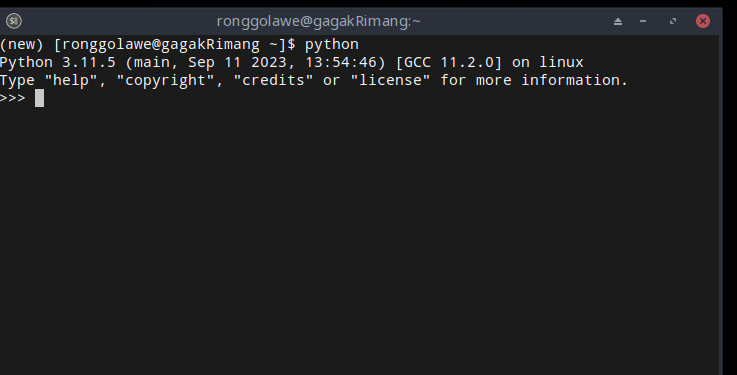 ronggolawe@gagakRimang:~
(new) [ronggolawe@gagakRimang ~]$ python
Python 3.11.5 (main, Sep 11 2023, 13:54:46) [GCC 11.2.0] on linux
Type "help", "copyright", "credits" or "license" for more information.
>>>